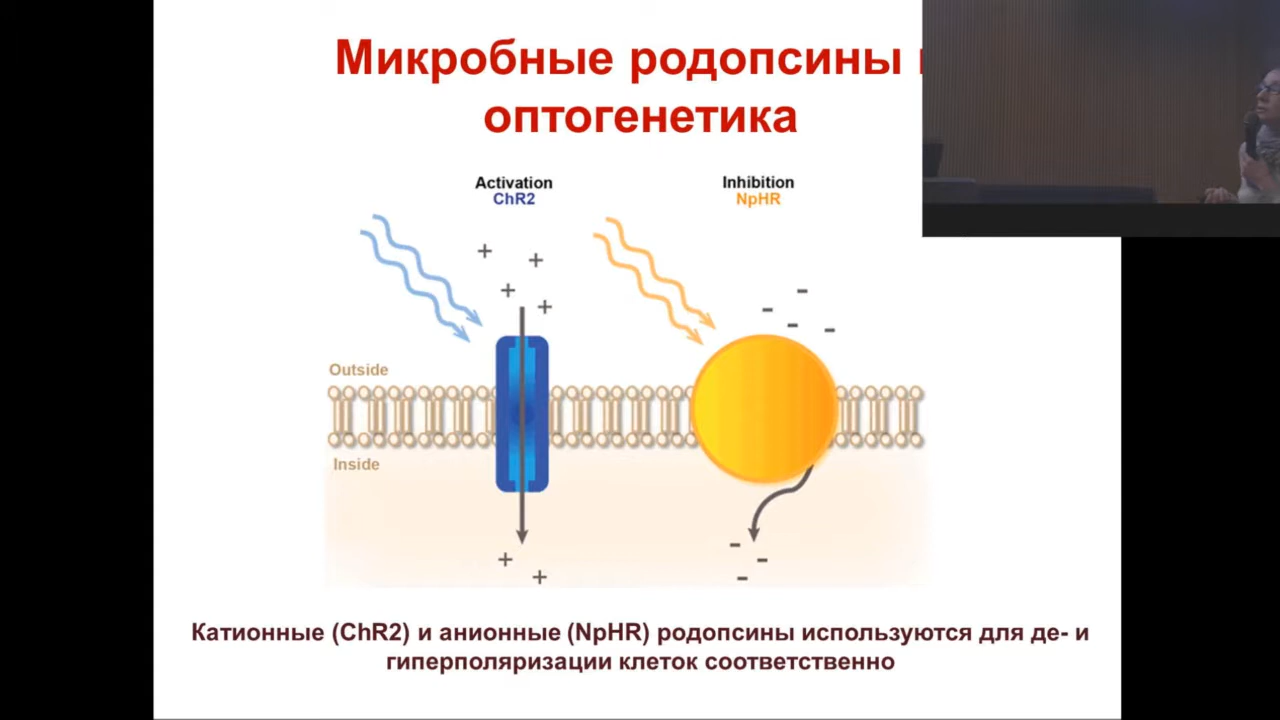 Микробные родопсины
оптогенетика
Activation
ChR2
Inhibition
NpHR
+ +
+ +
- -
- -
Outside
Inside
+ +
- - -
Катионные (ChR2) и анионные (NpHR) родопсины используются для де- и
гиперполяризации клеток соответственно